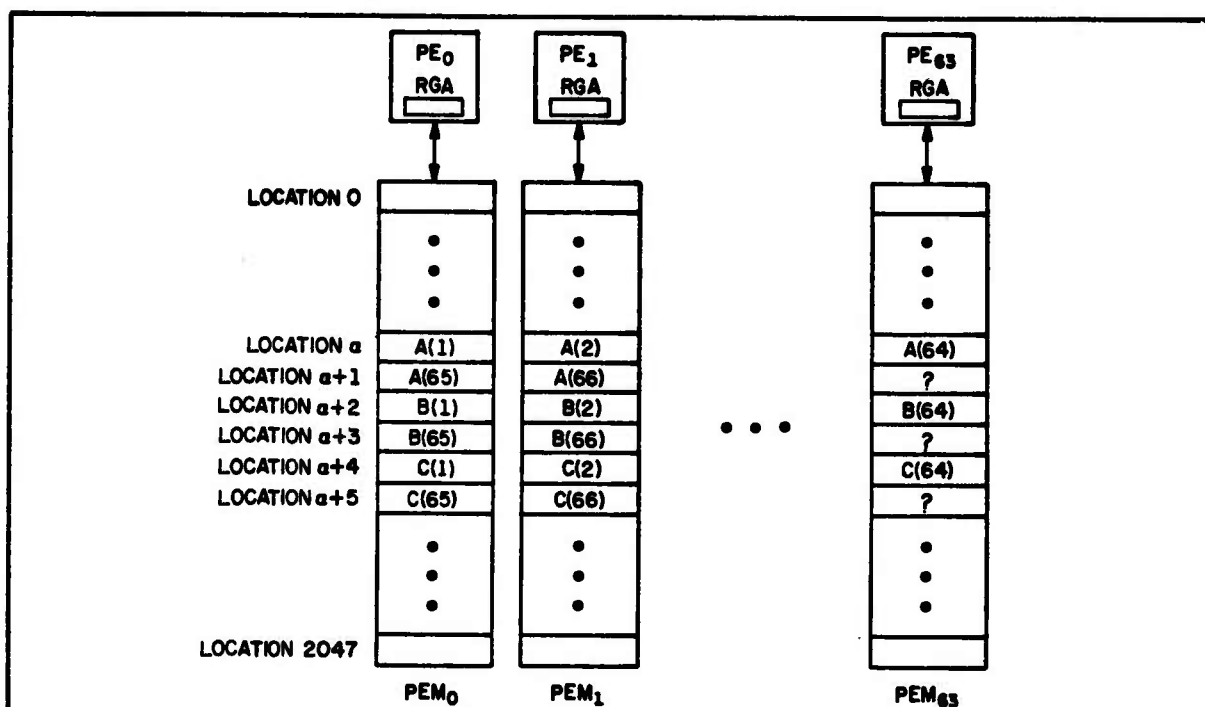 PE0 PE1 PE63
RGA RGA RGA
LOCATION 0
LOCATION α A(1) A(2) A(64)
LOCATION α+1 A(65) A(66) ?
LOCATION α+2 B(1) B(2) B(64)
LOCATION α+3 B(65) B(66) ?
LOCATION α+4 C(1) C(2) C(64)
LOCATION α+5 C(65) C(66) ?
LOCATION 2047
PEM0 PEM1 PEM63